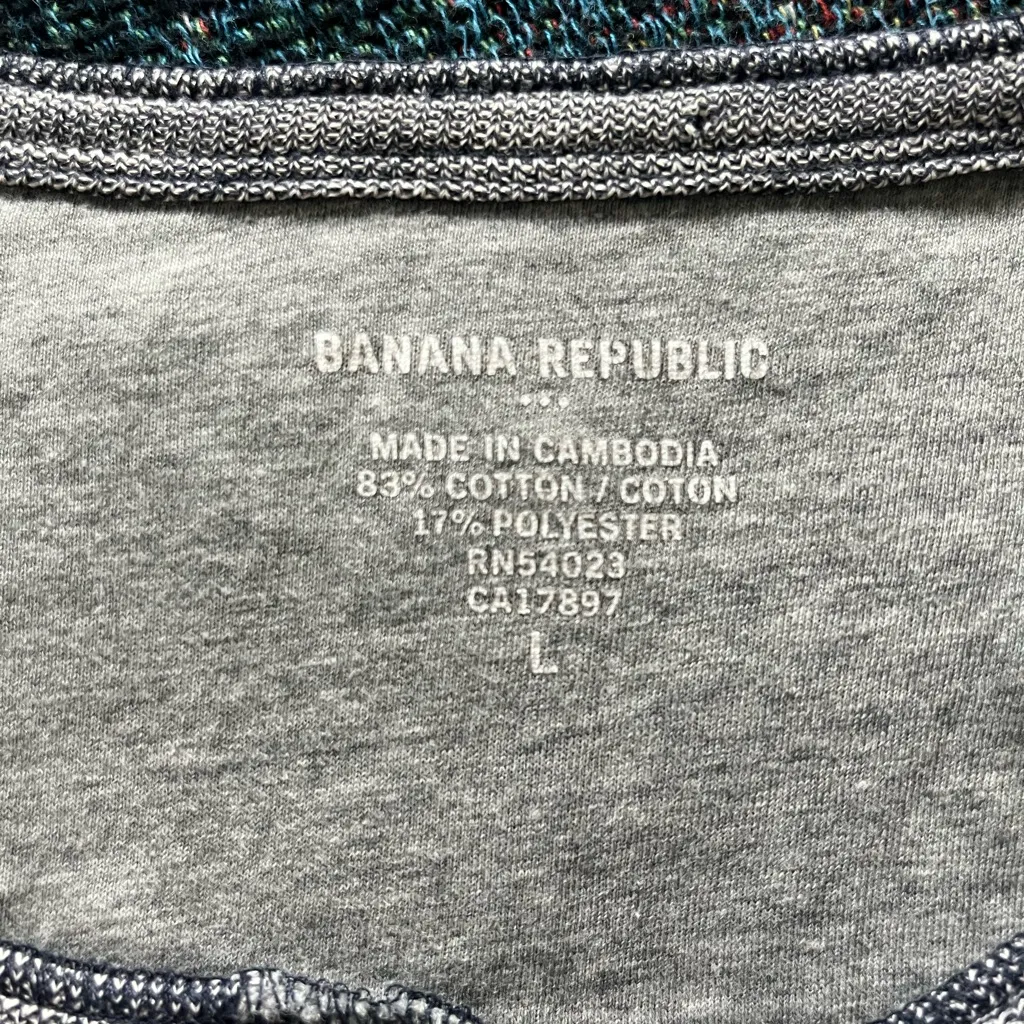 BANANA REPUBLIC
...
MADE IN CAMBODIA
83% COTTON / COTON
17% POLYESTER
RN54023
CA17897
L